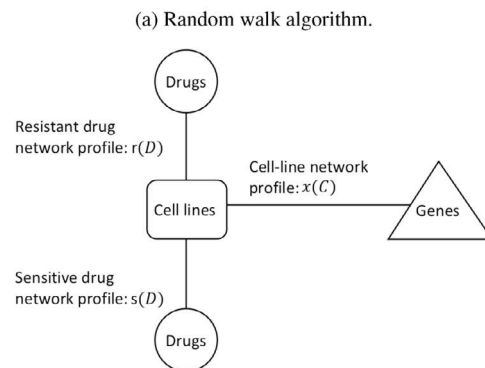 (a) Random walk algorithm.
Drugs
Resistant drug
network profile: r(D)
Cell-line network
profile: x(C)
Cell lines
Genes
Sensitive drug
network profile: s(D)
Drugs